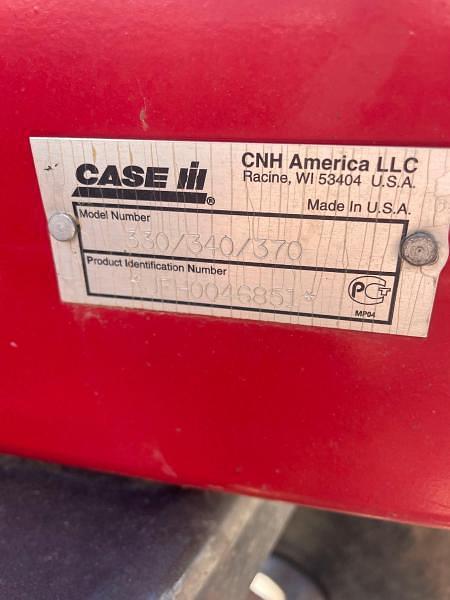 CASE IH®
CNH America LLC
Racine, WI 53404 U.S.A.
Made in U.S.A.
Model Number
330/340/370
Product Identification Number
*JFH0046851*
PCT
MP04